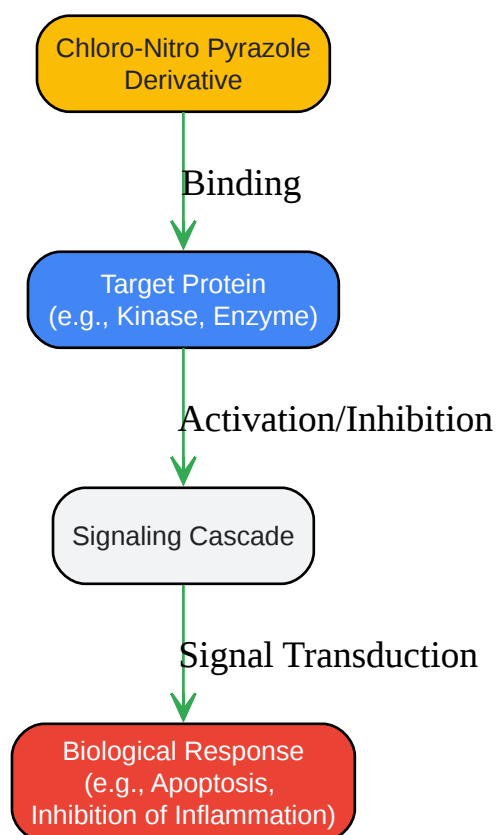 Chloro-Nitro Pyrazole
Derivative
Binding
Target Protein
(e.g., Kinase, Enzyme)
Activation/Inhibition
Signaling Cascade
Signal Transduction
Biological Response
(e.g., Apoptosis,
Inhibition of Inflammation)